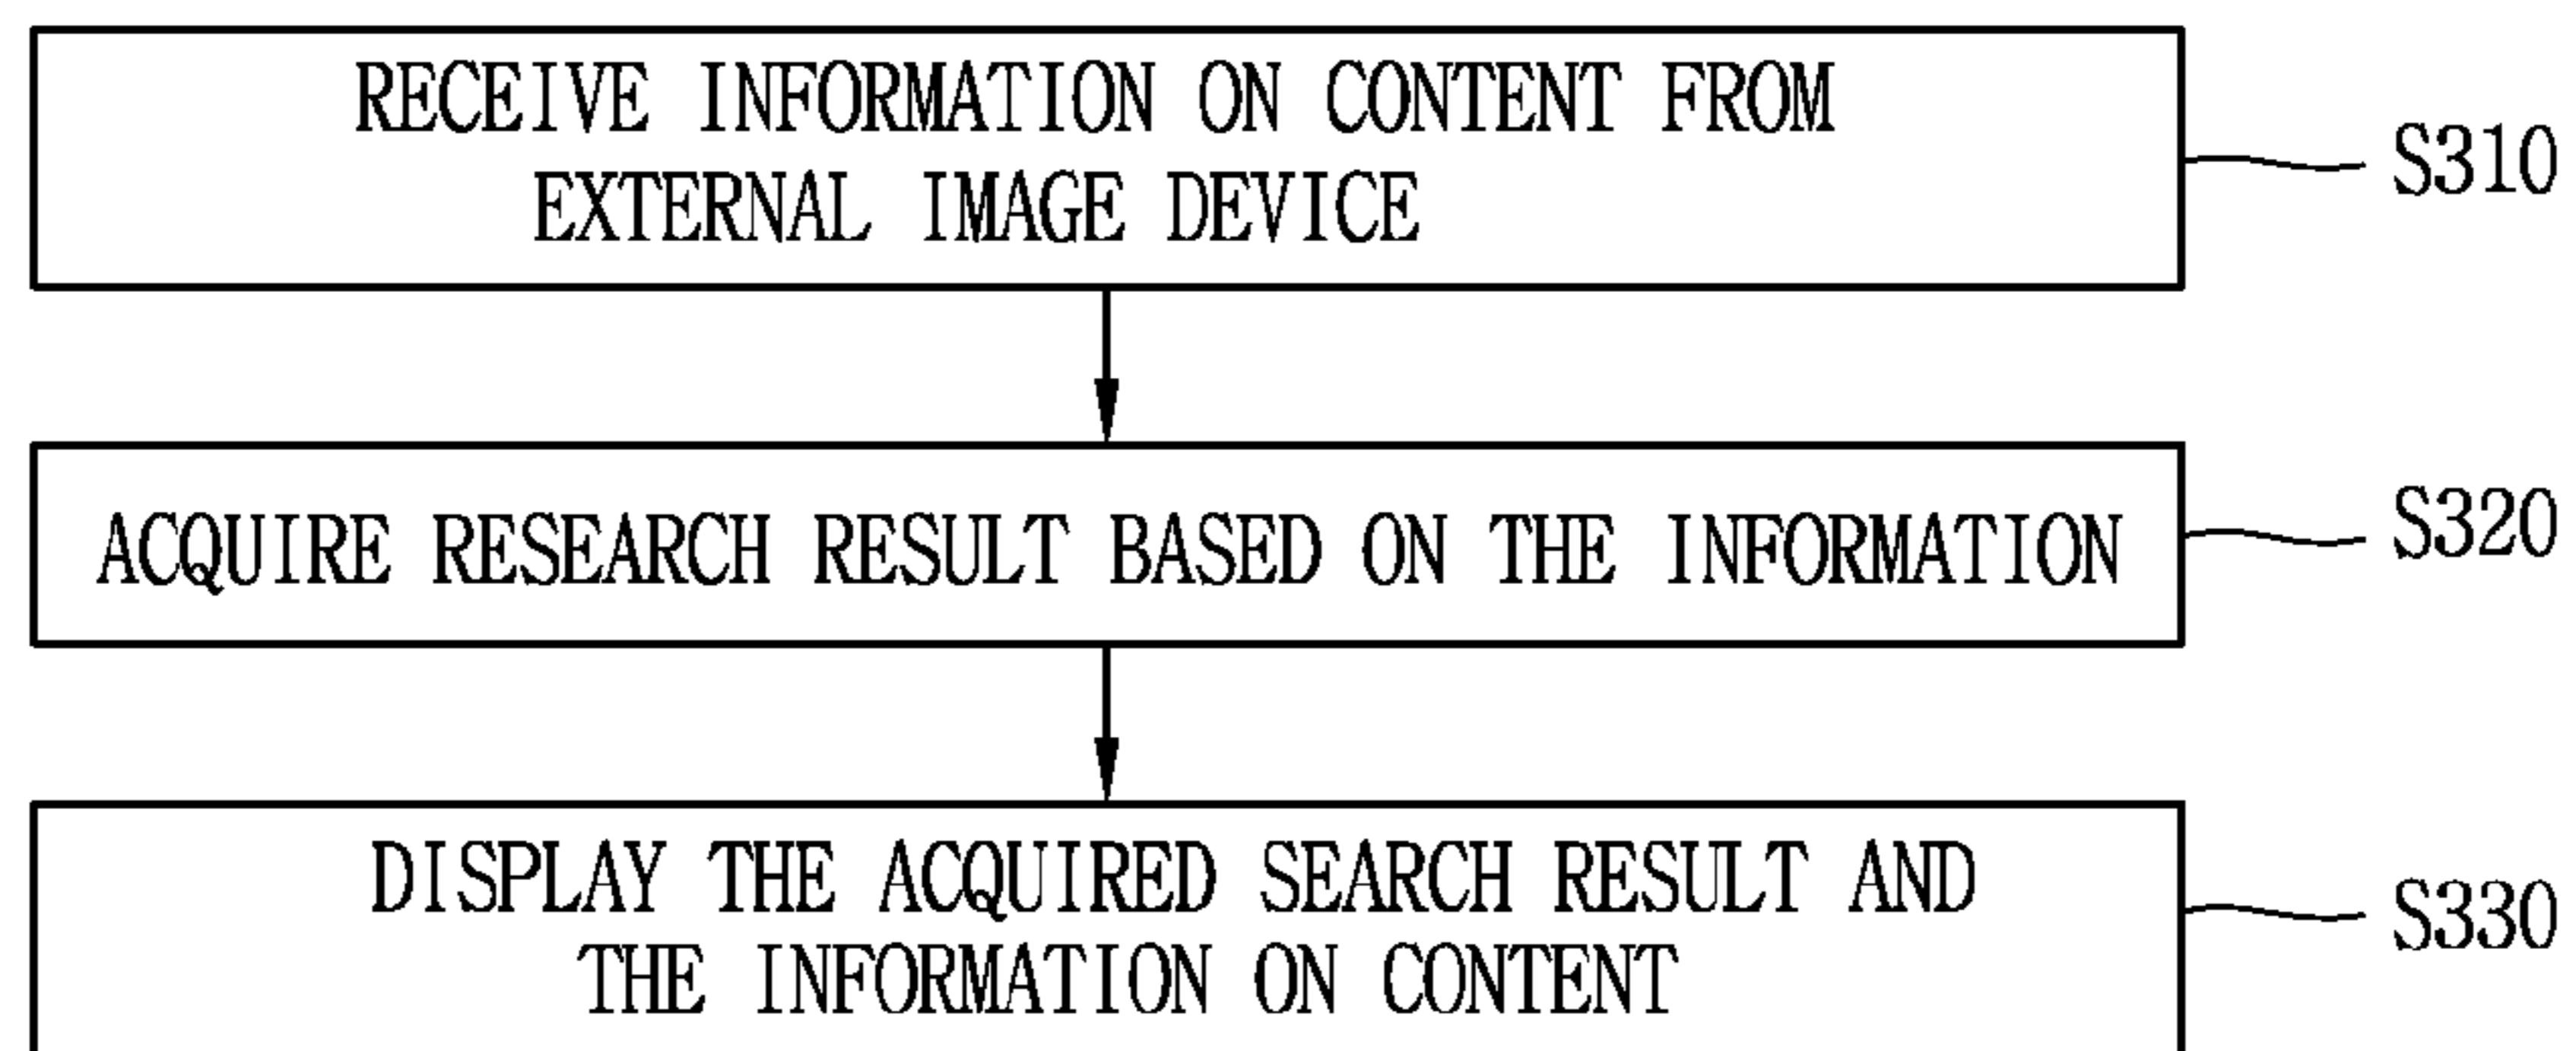 RECEIVE INFORMATION ON CONTENT FROM
EXTERNAL IMAGE DEVICE
S310
ACQUIRE RESEARCH RESULT BASED ON THE INFORMATION
S320
DISPLAY THE ACQUIRED SEARCH RESULT AND
THE INFORMATION ON CONTENT
S330